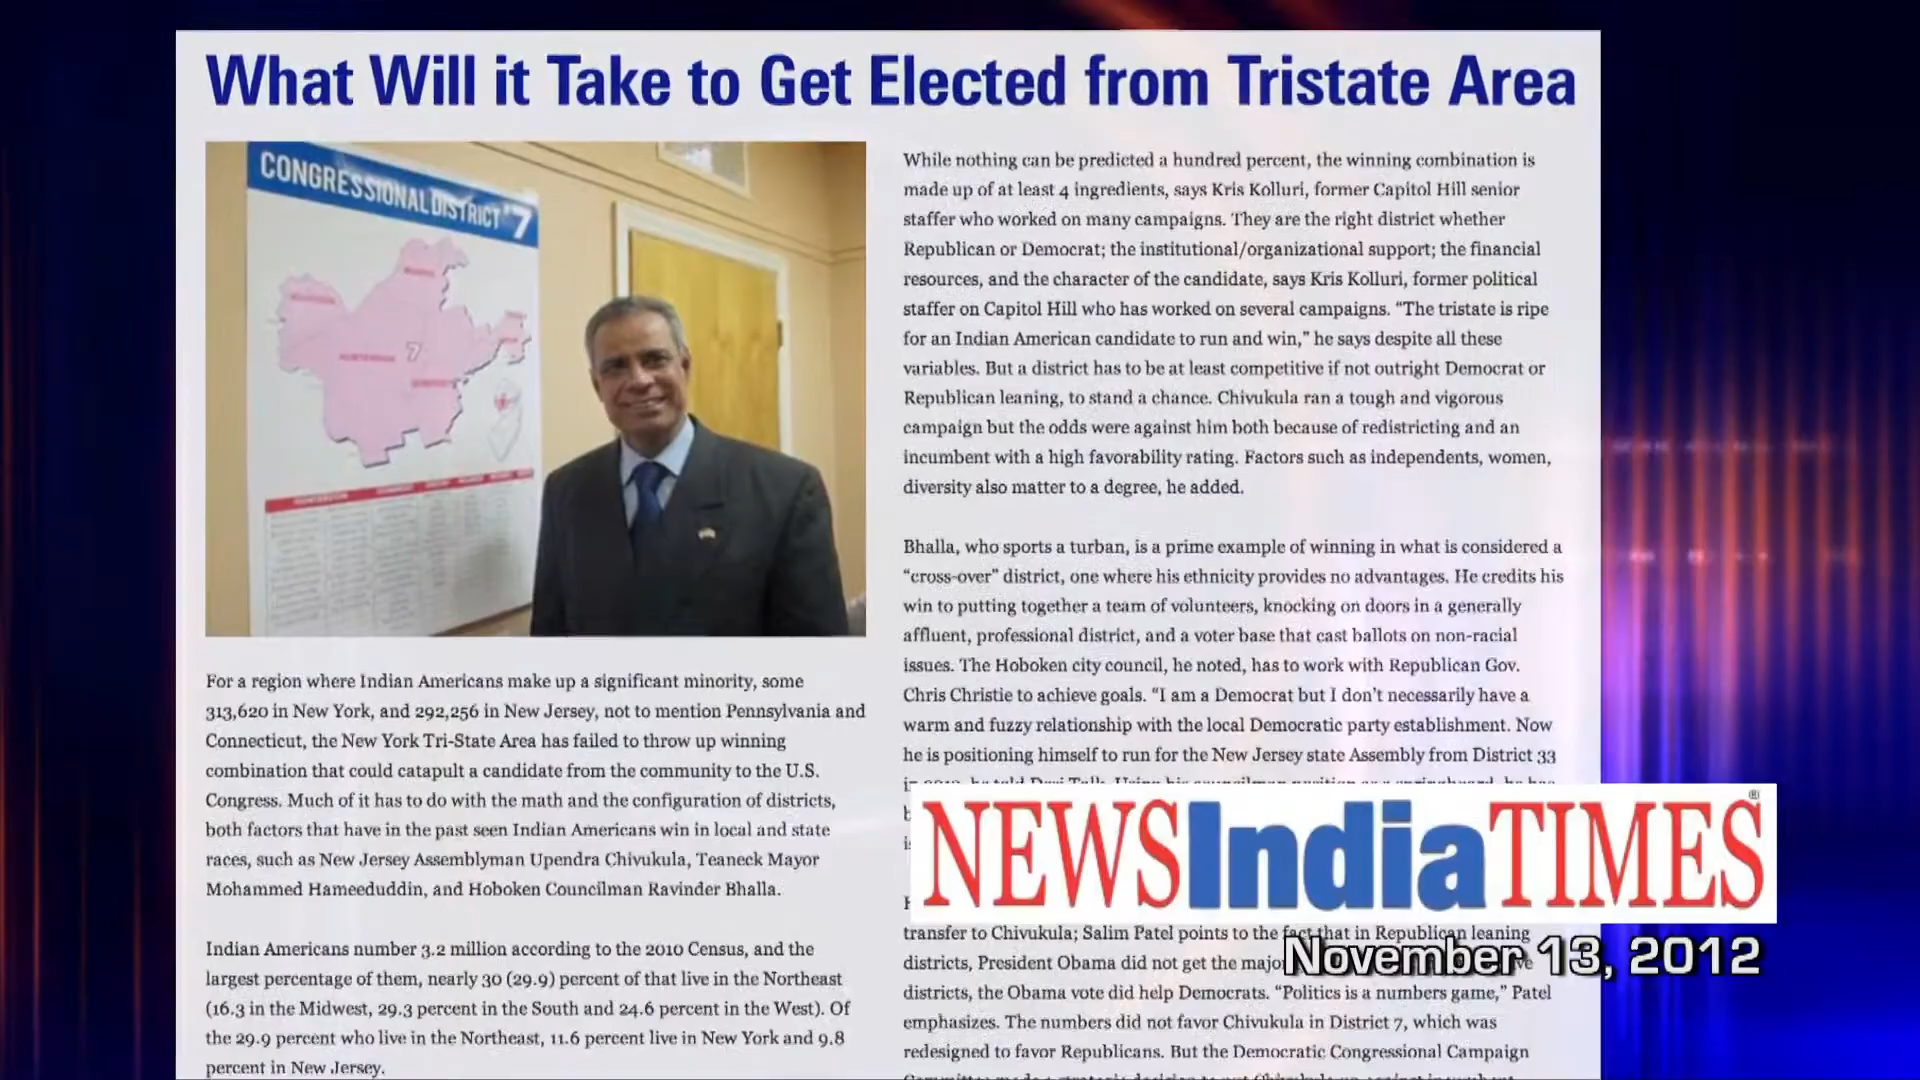 What Will it Take to Get Elected from Tristate Area
CONGRESSIONAL DISTRICT #7
7
For a region where Indian Americans make up a significant minority, some
313,620 in New York, and 292,256 in New Jersey, not to mention Pennsylvania and
Connecticut, the New York Tri-State Area has failed to throw up winning
combination that could catapult a candidate from the community to the U.S.
Congress. Much of it has to do with the math and the configuration of districts,
both factors that have in the past seen Indian Americans win in local and state
races, such as New Jersey Assemblyman Upendra Chivukula, Teaneck Mayor
Mohammed Hameeduddin, and Hoboken Councilman Ravinder Bhalla.
Indian Americans number 3.2 million according to the 2010 Census, and the
largest percentage of them, nearly 30 (29.9) percent of that live in the Northeast
(16.3 in the Midwest, 29.3 percent in the South and 24.6 percent in the West). Of
the 29.9 percent who live in the Northeast, 11.6 percent live in New York and 9.8
percent in New Jersey.
While nothing can be predicted a hundred percent, the winning combination is
made up of at least 4 ingredients, says Kris Kolluri, former Capitol Hill senior
staffer who worked on many campaigns. They are the right district whether
Republican or Democrat; the institutional/organizational support; the financial
resources, and the character of the candidate, says Kris Kolluri, former political
staffer on Capitol Hill who has worked on several campaigns. “The tristate is ripe
for an Indian American candidate to run and win,” he says despite all these
variables. But a district has to be at least competitive if not outright Democrat or
Republican leaning, to stand a chance. Chivukula ran a tough and vigorous
campaign but the odds were against him both because of redistricting and an
incumbent with a high favorability rating. Factors such as independents, women,
diversity also matter to a degree, he added.
Bhalla, who sports a turban, is a prime example of winning in what is considered a
“cross-over” district, one where his ethnicity provides no advantages. He credits his
win to putting together a team of volunteers, knocking on doors in a generally
affluent, professional district, and a voter base that cast ballots on non-racial
issues. The Hoboken city council, he noted, has to work with Republican Gov.
Chris Christie to achieve goals. “I am a Democrat but I don’t necessarily have a
warm and fuzzy relationship with the local Democratic party establishment. Now
he is positioning himself to run for the New Jersey state Assembly from District 33
NEWSIndiaTIMES®
transfer to Chivukula; Salim Patel points to the fact that in Republican leaning
November 13, 2012
districts, President Obama did not get the
districts, the Obama vote did help Democrats. “Politics is a numbers game,” Patel
emphasizes. The numbers did not favor Chivukula in District 7, which was
redesigned to favor Republicans. But the Democratic Congressional Campaign